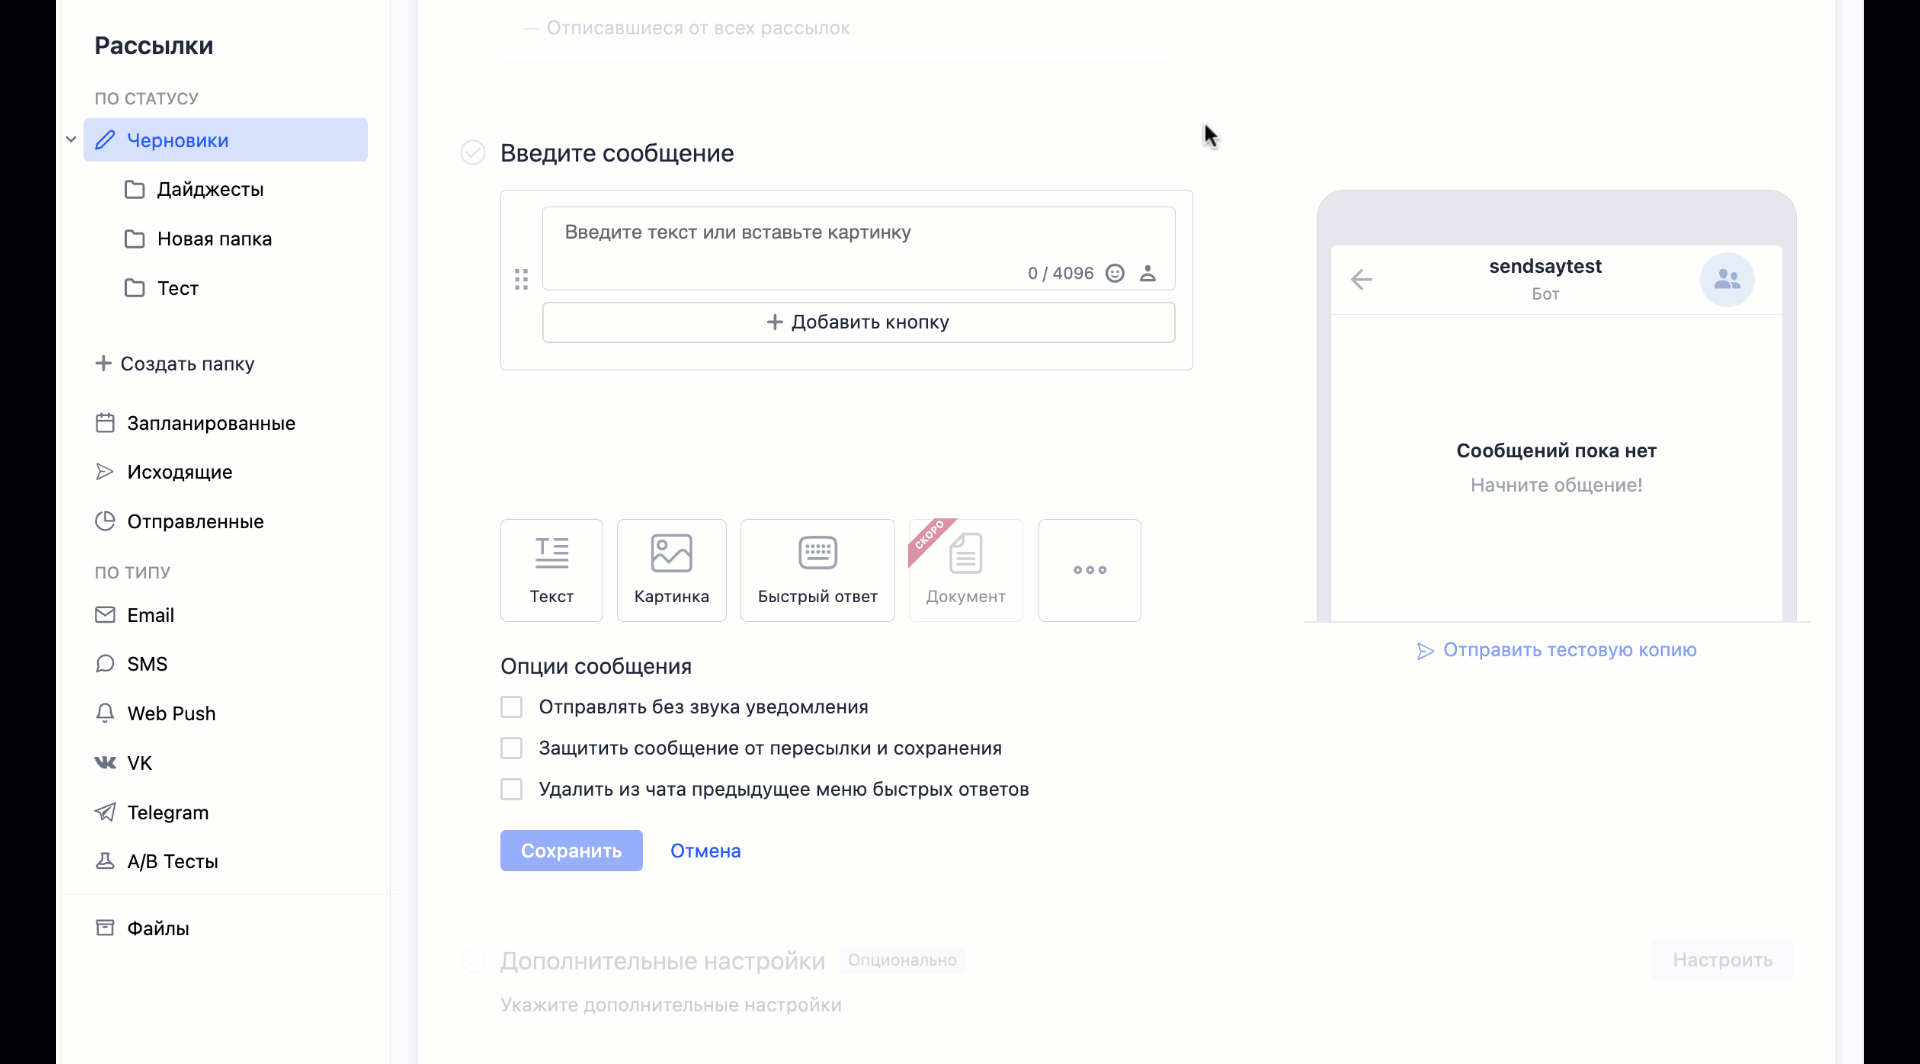 Рассылки
ПО СТАТУСУ
Черновики
Дайджесты
Новая папка
Тест
Создать папку
Запланированные
Исходящие
Отправленные
ПО ТИПУ
Email
SMS
Web Push
VK
Telegram
A/B Тесты
Файлы
— Отписавшиеся от всех рассылок
Введите сообщение
Введите текст или вставьте картинку
0 / 4096
Добавить кнопку
Текст
Картинка
Быстрый ответ
СКОРО
Документ
Опции сообщения
Отправлять без звука уведомления
Защитить сообщение от пересылки и сохранения
Удалить из чата предыдущее меню быстрых ответов
Сохранить Отмена
Дополнительные настройки Опционально
Настроить
Укажите дополнительные настройки
sendsaytest
Бот
Сообщений пока нет
Начните общение!
Отправить тестовую копию